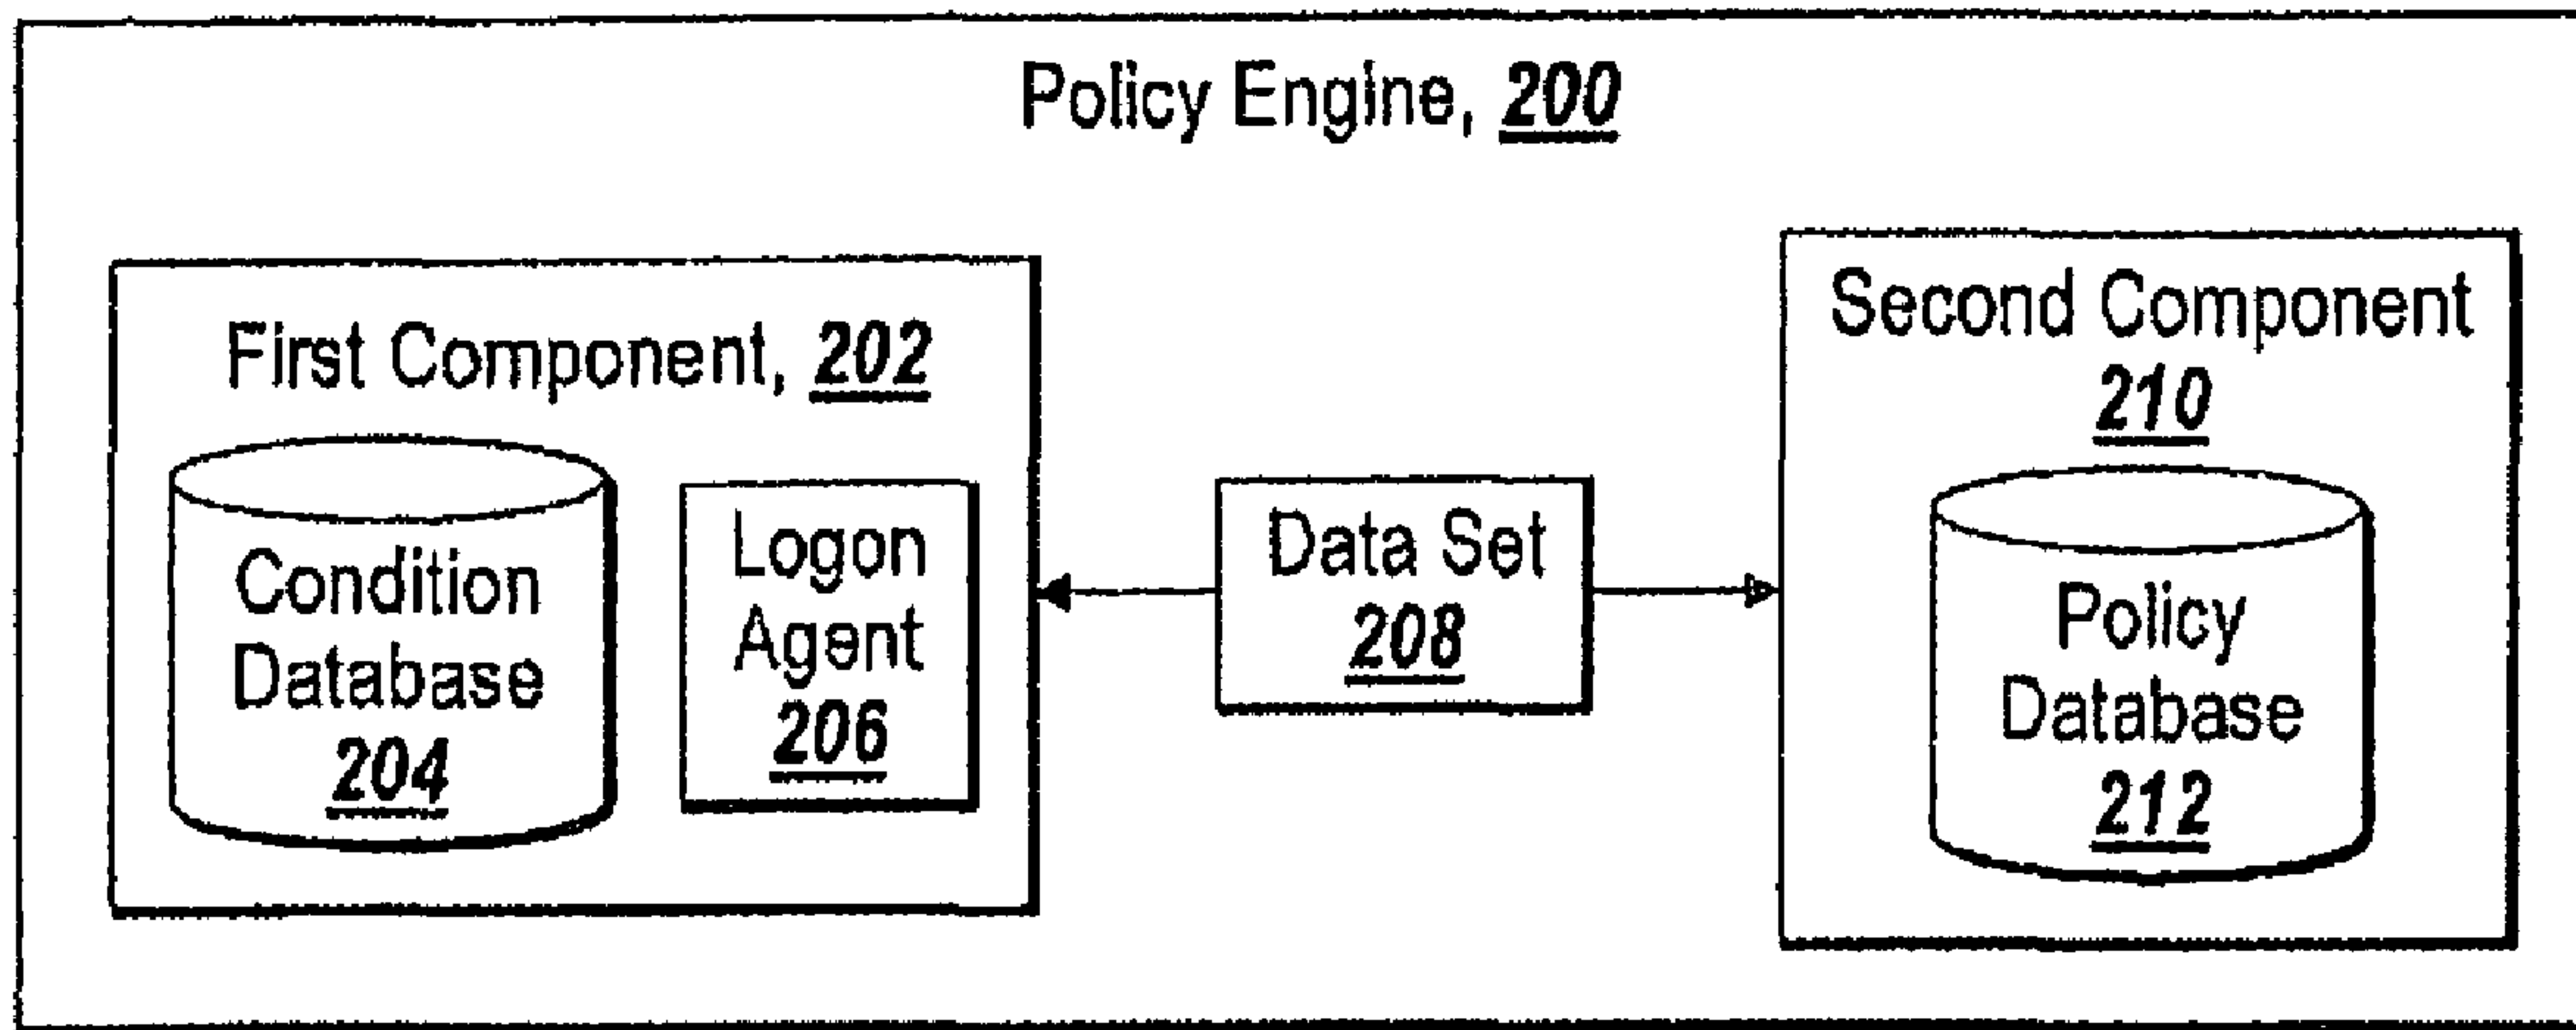 Policy Engine, 200
First Component, 202
Condition
Database
204
Logon
Agent
206
Data Set
208
Second Component
210
Policy
Database
212